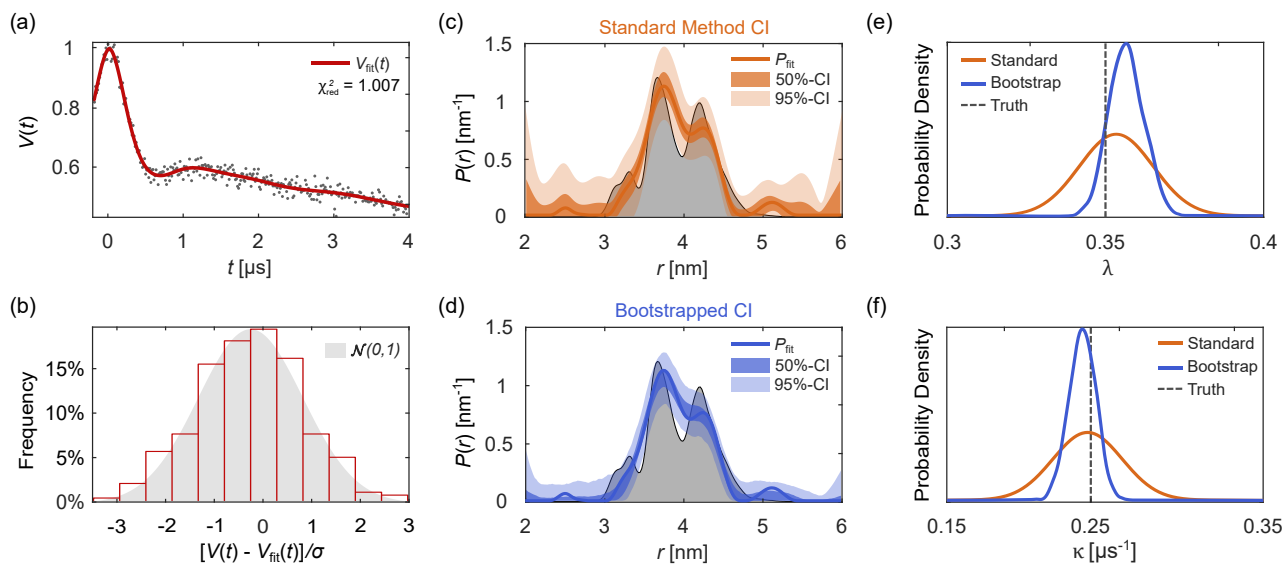 (a)
V(t)
1
0.8
0.6
V_fit(t)
χ²_red = 1.007
0 1 2 3 4
t [μs]
(b)
Frequency
15%
10%
5%
0%
𝒩(0,1)
-3 -2 -1 0 1 2 3
[V(t) - V_fit(t)]/σ
(c)
Standard Method CI
P(r) [nm⁻¹]
1.5
1
0.5
0
P_fit
50%-CI
95%-CI
2 3 4 5 6
r [nm]
(d)
Bootstrapped CI
P(r) [nm⁻¹]
1.5
1
0.5
0
P_fit
50%-CI
95%-CI
2 3 4 5 6
r [nm]
(e)
Probability Density
Standard
Bootstrap
Truth
0.3 0.35 0.4
λ
(f)
Probability Density
Standard
Bootstrap
Truth
0.15 0.25 0.35
κ [μs⁻¹]